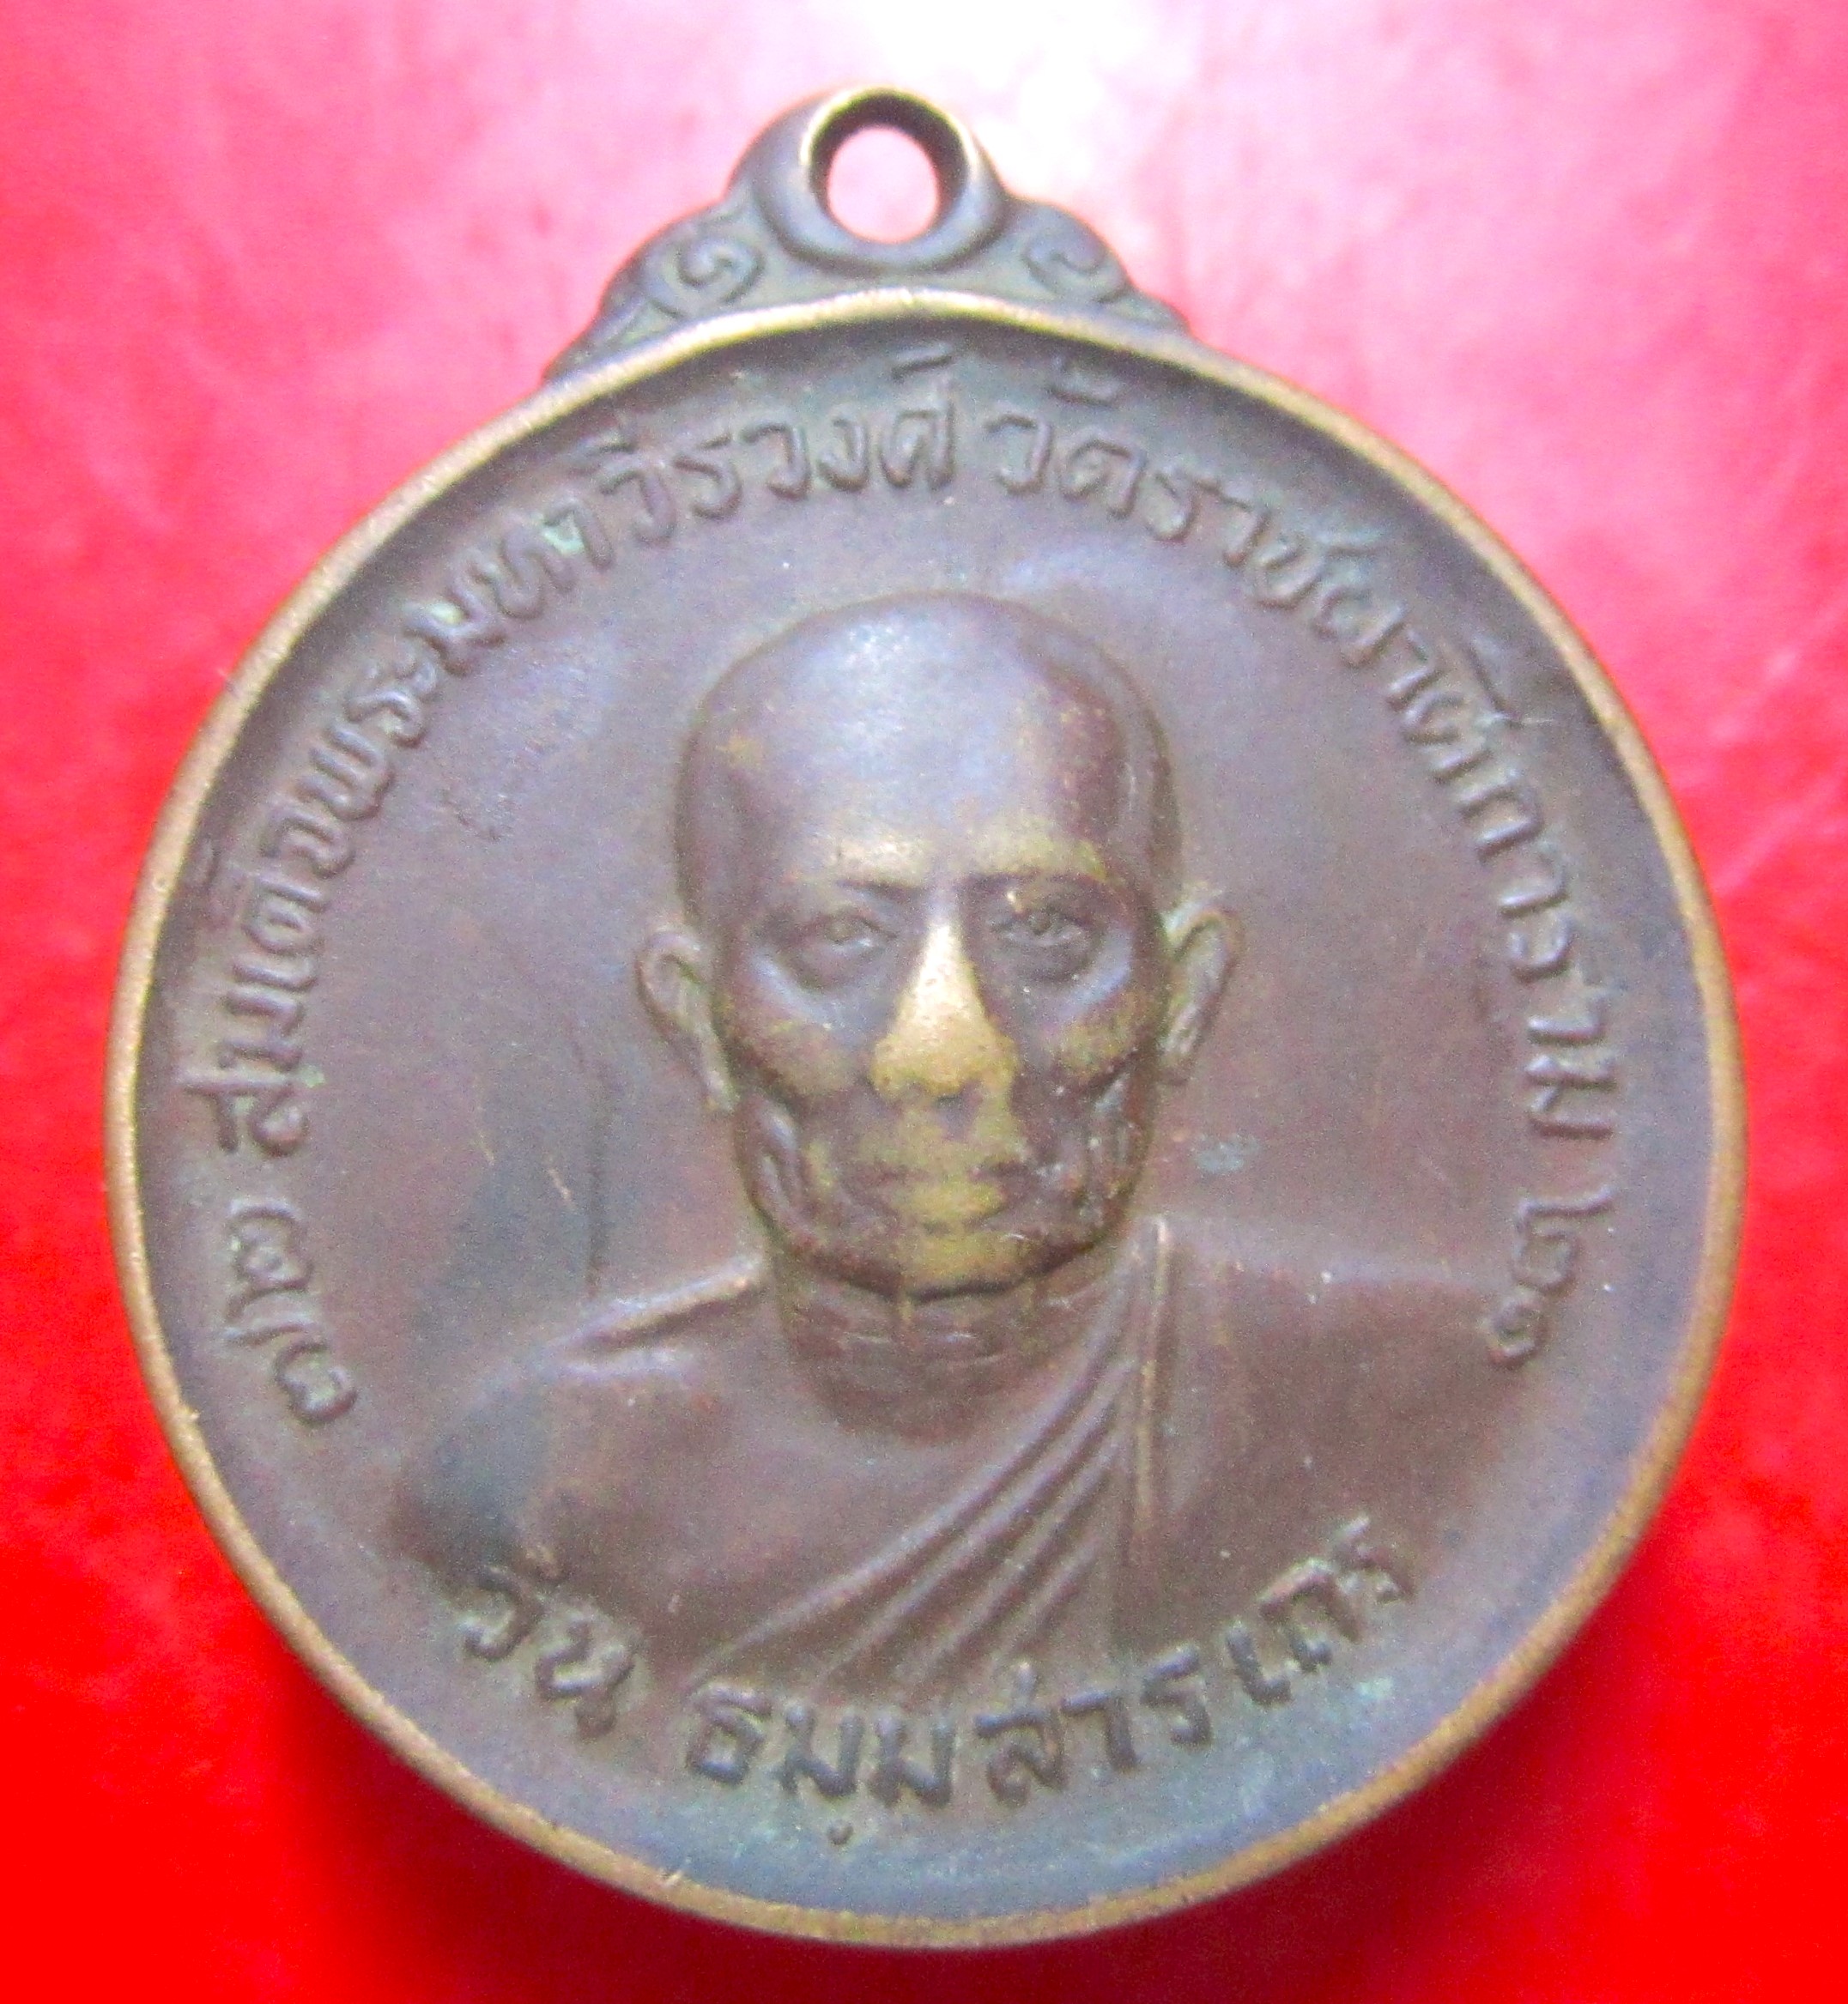 ๘๒ สมเด็จพระมหาวีรวงศ์ วัดราชผาติการาม ๒๑
วิน ธมฺมสารเถร